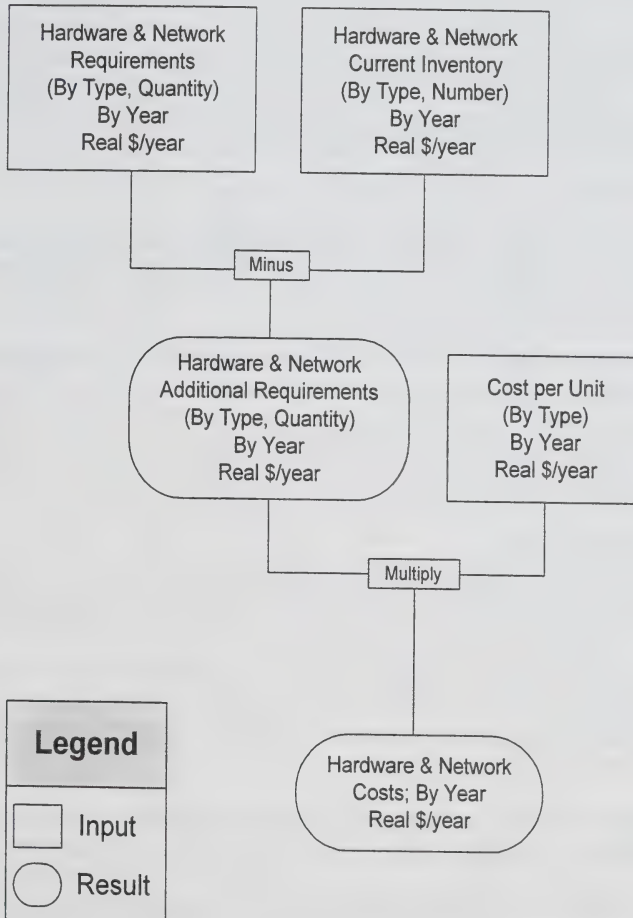 Hardware & Network
Requirements
(By Type, Quantity)
By Year
Real $/year
Hardware & Network
Current Inventory
(By Type, Number)
By Year
Real $/year
Minus
Hardware & Network
Additional Requirements
(By Type, Quantity)
By Year
Real $/year
Cost per Unit
(By Type)
By Year
Real $/year
Multiply
Hardware & Network
Costs; By Year
Real $/year
Legend
Input
Result